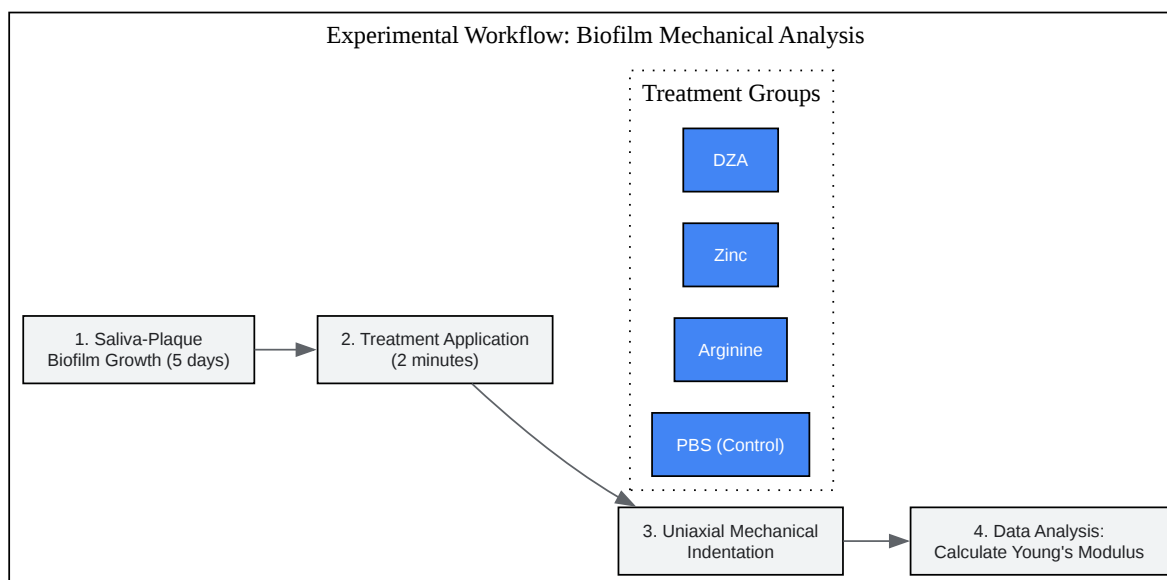 Experimental Workflow: Biofilm Mechanical Analysis
Treatment Groups
DZA
Zinc
Arginine
PBS (Control)
1. Saliva-Plaque
Biofilm Growth (5 days)
2. Treatment Application
(2 minutes)
3. Uniaxial Mechanical
Indentation
4. Data Analysis:
Calculate Young's Modulus